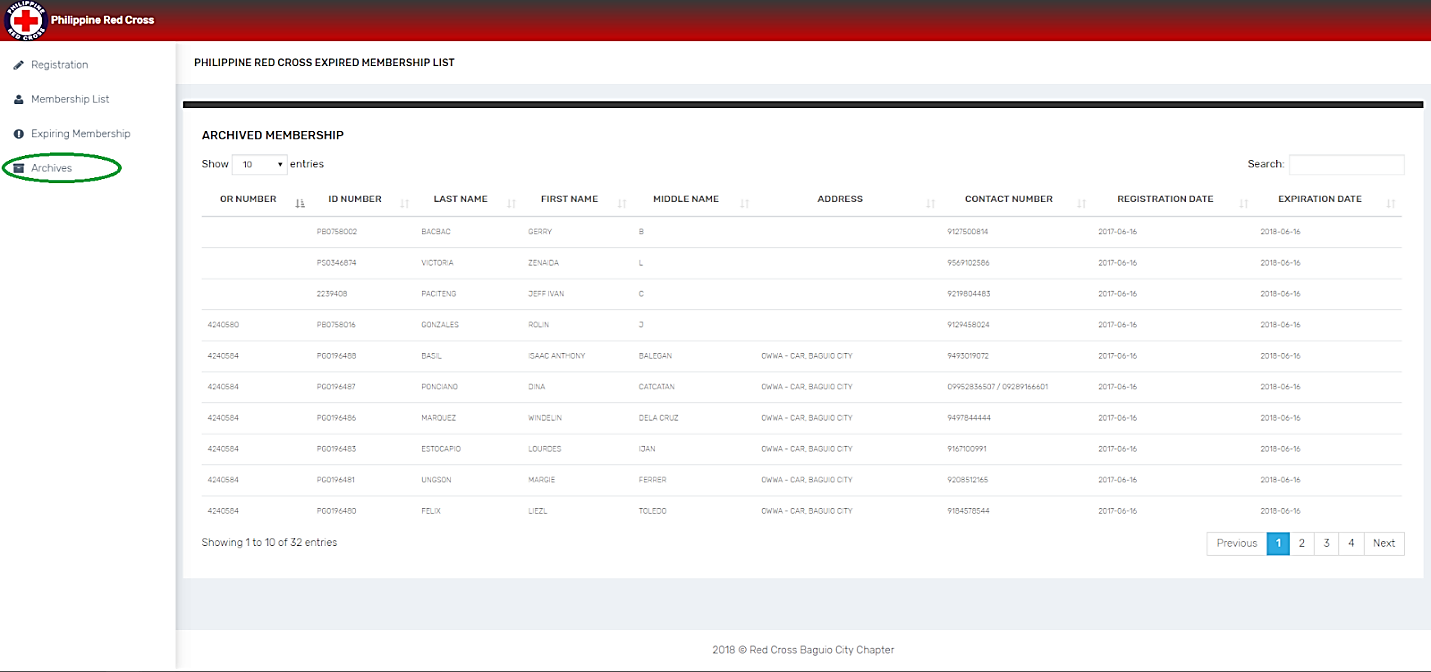 PHILIPPINE RED CROSS
Philippine Red Cross
Registration
Membership List
Expiring Membership
Archives
PHILIPPINE RED CROSS EXPIRED MEMBERSHIP LIST
ARCHIVED MEMBERSHIP
Show 10 entries Search:
OR NUMBER ID NUMBER LAST NAME FIRST NAME MIDDLE NAME ADDRESS CONTACT NUMBER REGISTRATION DATE EXPIRATION DATE
PB0758002 BACBAC GERRY B 9127500814 2017-06-16 2018-06-16
PS0346874 VICTORIA ZENAIDA L 9569102586 2017-06-16 2018-06-16
2239408 PACITENG JEFF IVAN C 9219804483 2017-06-16 2018-06-16
4240580 PB0758016 GONZALES ROLIN J 9129458024 2017-06-16 2018-06-16
4240584 PG0196488 BASIL ISAAC ANTHONY BALEGAN OWWA - CAR, BAGUIO CITY 9493019072 2017-06-16 2018-06-16
4240584 PG0196487 PONCIANO DINA CATCATAN OWWA - CAR, BAGUIO CITY 09952836507 / 09289166601 2017-06-16 2018-06-16
4240584 PG0196486 MARQUEZ WINDELIN DELA CRUZ OWWA - CAR, BAGUIO CITY 9497844444 2017-06-16 2018-06-16
4240584 PG0196483 ESTOCAPIO LOURDES IJAN OWWA - CAR, BAGUIO CITY 9167100991 2017-06-16 2018-06-16
4240584 PG0196481 UNGSON MARGIE FERRER OWWA - CAR, BAGUIO CITY 9208512165 2017-06-16 2018-06-16
4240584 PG0196480 FELIX LIEZL TOLEDO OWWA - CAR, BAGUIO CITY 9184578544 2017-06-16 2018-06-16
Showing 1 to 10 of 32 entries Previous 1 2 3 4 Next
2018 © Red Cross Baguio City Chapter